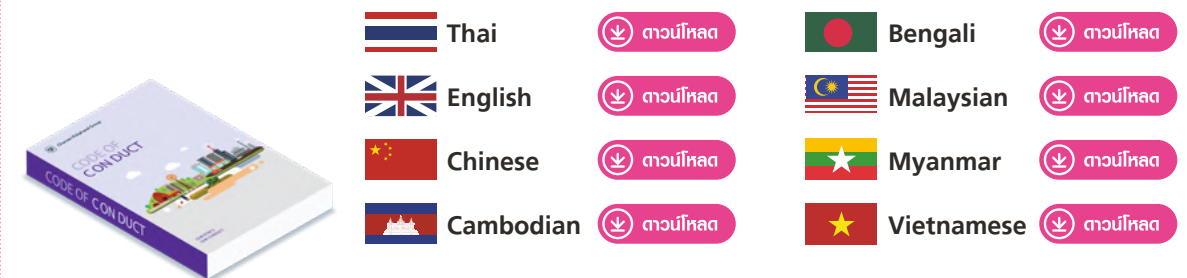 Charoen Pokphand Group
CODE OF
CON DUCT
CODE OF CON DUCT
Thai ดาวน์โหลด
English ดาวน์โหลด
Chinese ดาวน์โหลด
Cambodian ดาวน์โหลด
Bengali ดาวน์โหลด
Malaysian ดาวน์โหลด
Myanmar ดาวน์โหลด
Vietnamese ดาวน์โหลด